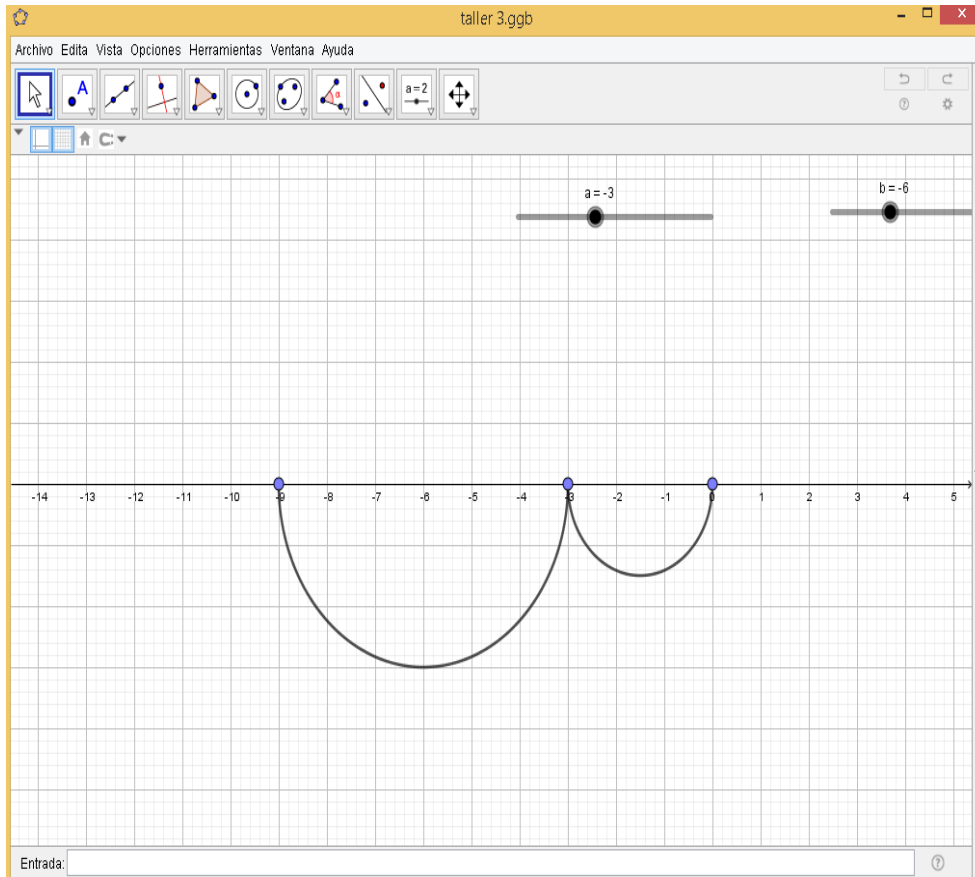 taller 3.ggb
Archivo Edita Vista Opciones Herramientas Ventana Ayuda
A
α
a=2
a = -3
b = -6
-14 -13 -12 -11 -10 -9 -8 -7 -6 -5 -4 -3 -2 -1 0 1 2 3 4 5
Entrada: